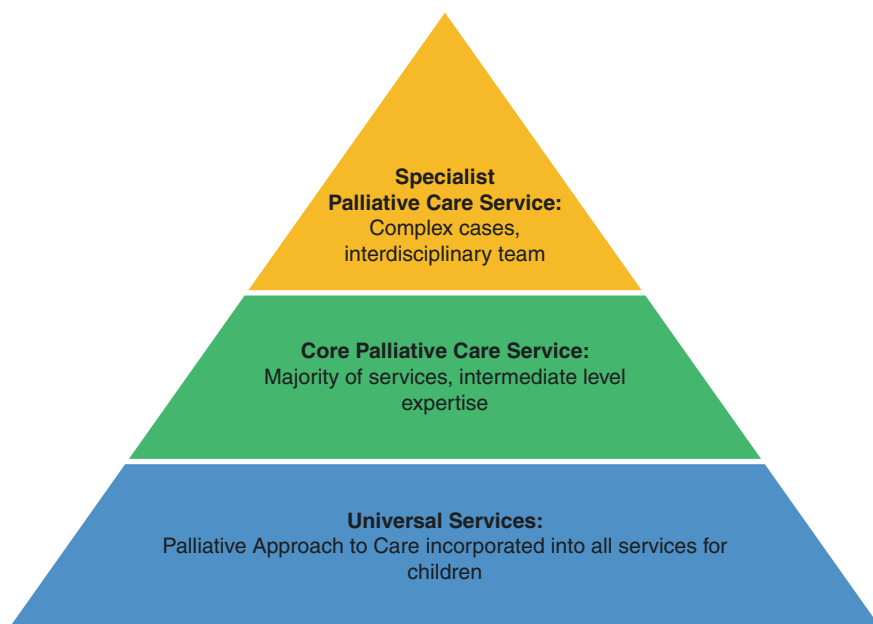 Specialist
Palliative Care Service:
Complex cases,
interdisciplinary team
Core Palliative Care Service:
Majority of services, intermediate level
expertise
Universal Services:
Palliative Approach to Care incorporated into all services for
children